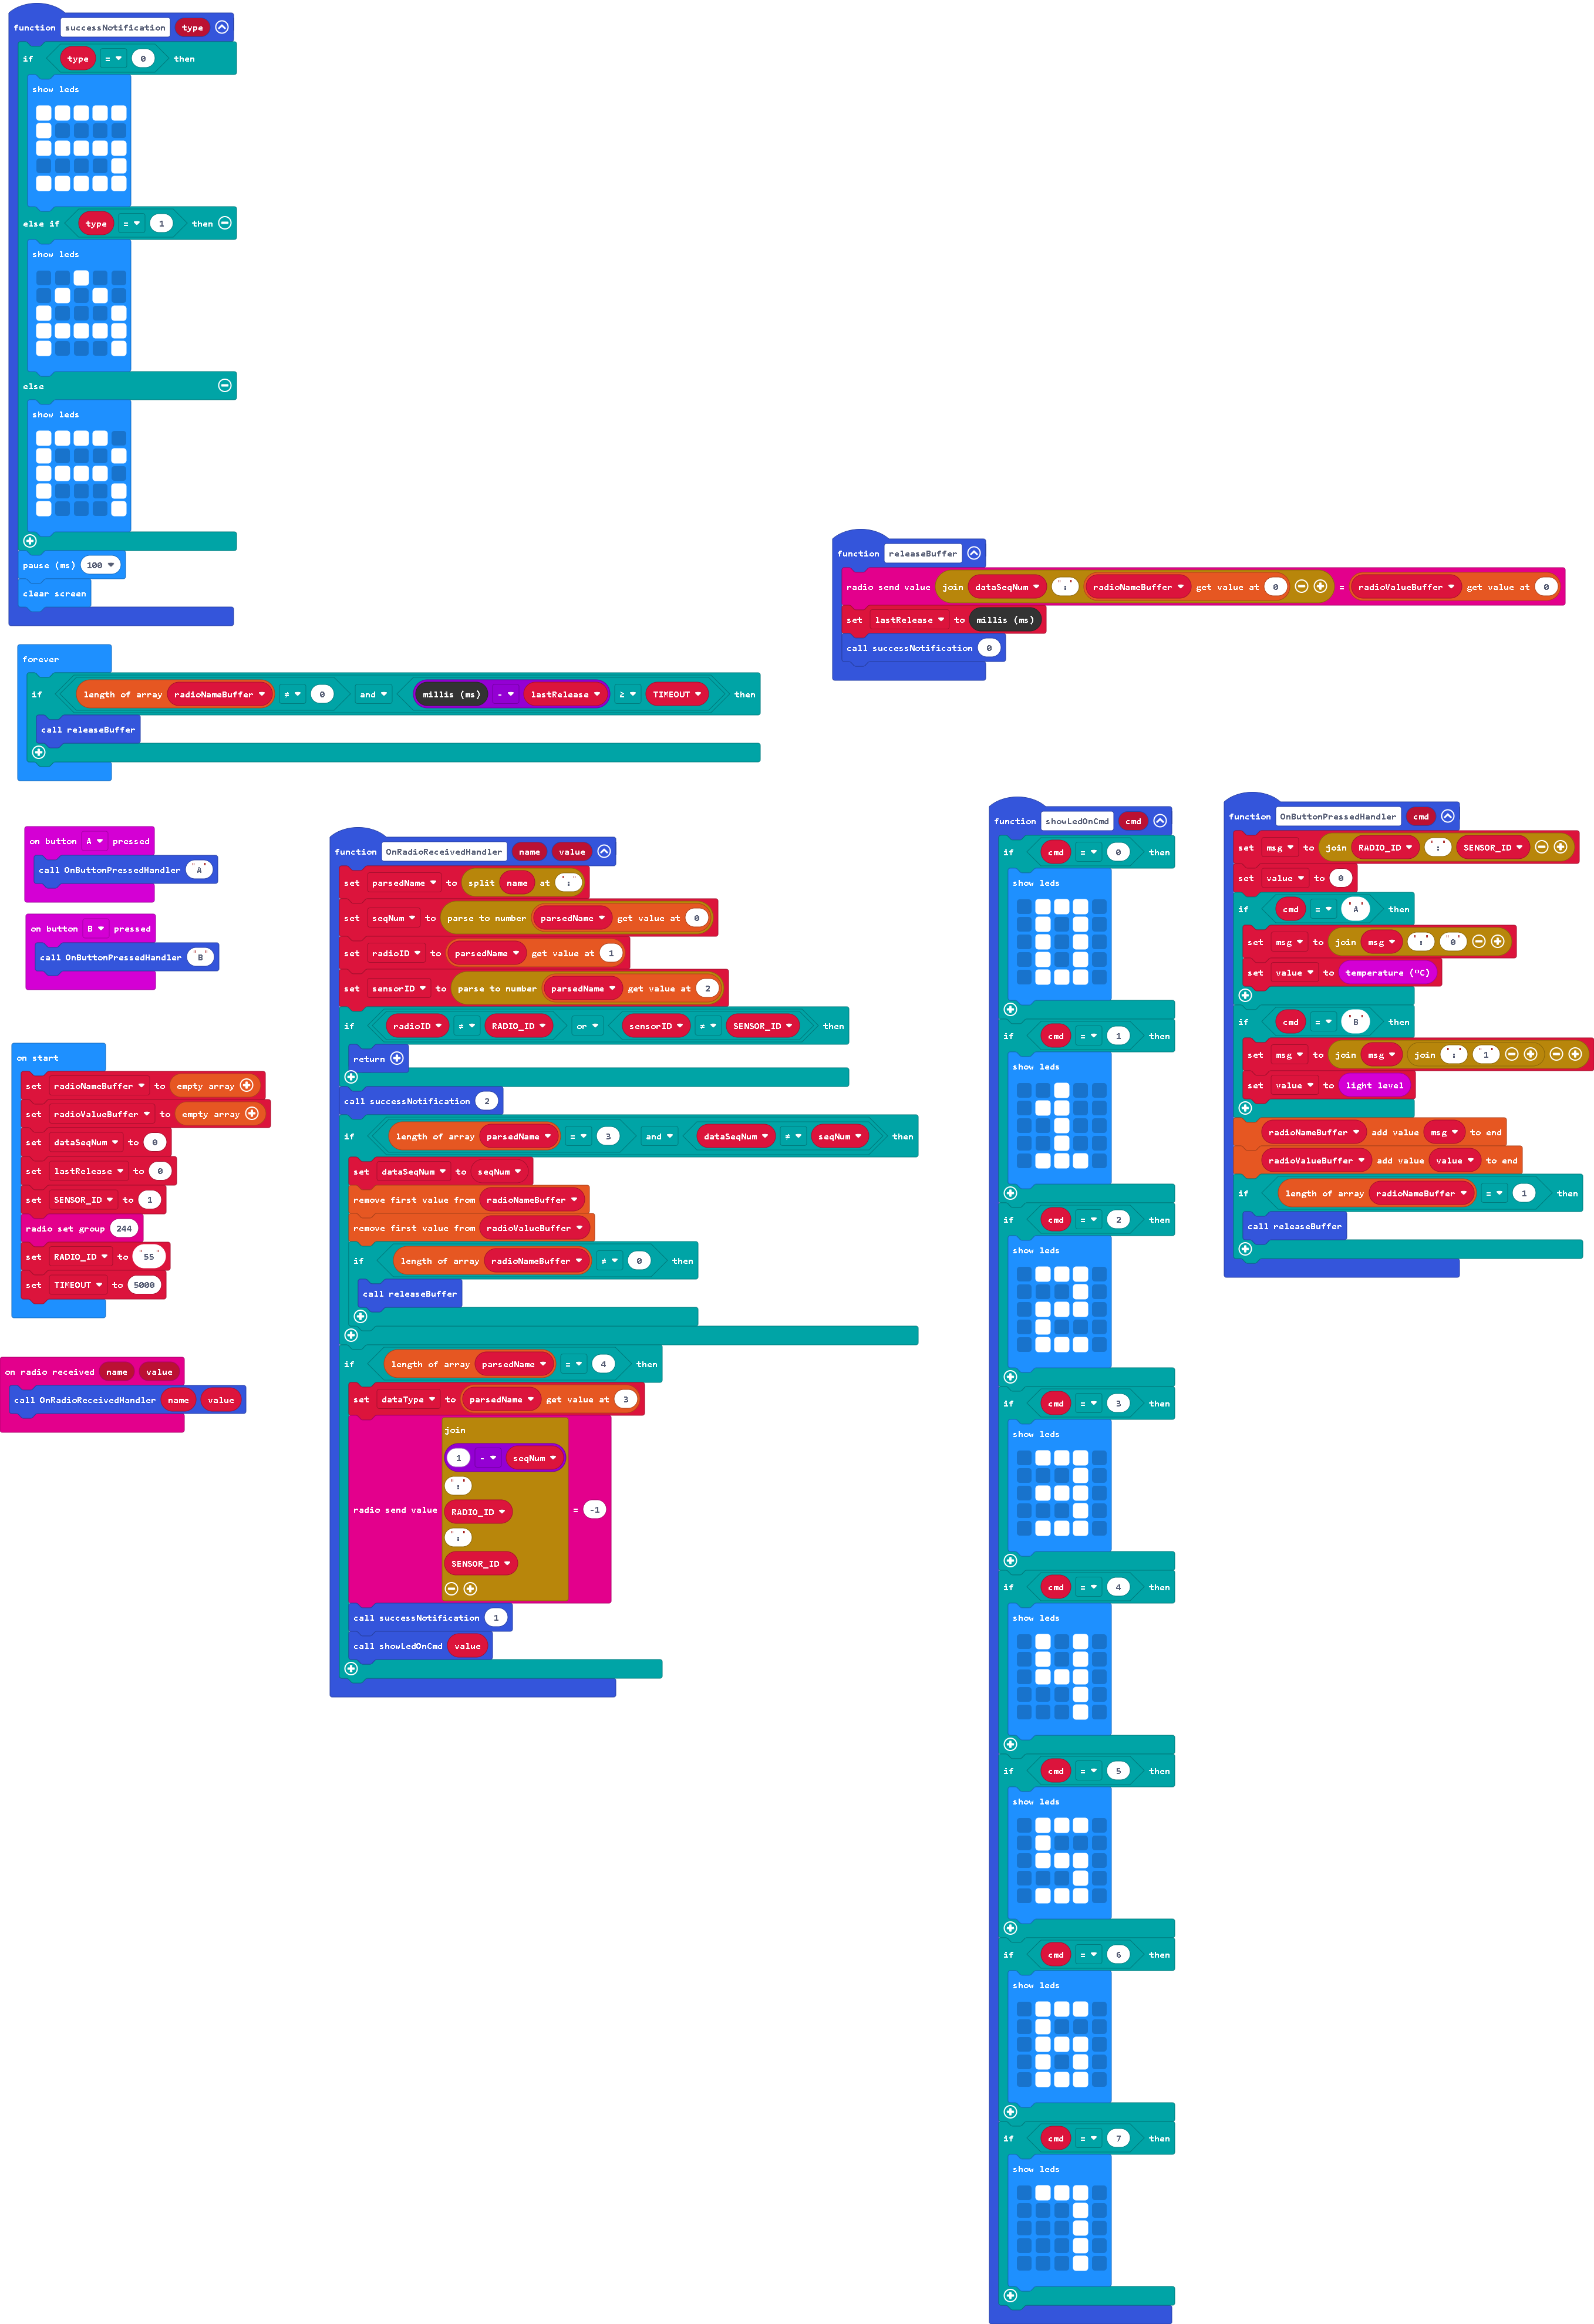 function successNotification type
if type = 0 then
show leds
else if type = 1 then
show leds
else
show leds
pause (ms) 100
clear screen
function releaseBuffer
radio send value join dataSeqNum ":" radioNameBuffer get value at 0 = radioValueBuffer get value at 0
set lastRelease to millis (ms)
call successNotification 0
forever
if length of array radioNameBuffer ≠ 0 and millis (ms) - lastRelease ≥ TIMEOUT then
call releaseBuffer
on button A pressed
call OnButtonPressedHandler "A"
on button B pressed
call OnButtonPressedHandler "B"
on start
set radioNameBuffer to empty array
set radioValueBuffer to empty array
set dataSeqNum to 0
set lastRelease to 0
set SENSOR_ID to 1
radio set group 244
set RADIO_ID to "55"
set TIMEOUT to 5000
on radio received name value
call OnRadioReceivedHandler name value
function OnRadioReceivedHandler name value
set parsedName to split name at ":"
set seqNum to parse to number parsedName get value at 0
set radioID to parsedName get value at 1
set sensorID to parse to number parsedName get value at 2
if radioID ≠ RADIO_ID or sensorID ≠ SENSOR_ID then
return
call successNotification 2
if length of array parsedName = 3 and dataSeqNum ≠ seqNum then
set dataSeqNum to seqNum
remove first value from radioNameBuffer
remove first value from radioValueBuffer
if length of array radioNameBuffer ≠ 0 then
call releaseBuffer
if length of array parsedName = 4 then
set dataType to parsedName get value at 3
join
1 - seqNum
":"
radio send value RADIO_ID = -1
":"
SENSOR_ID
call successNotification 1
call showLedOnCmd value
function showLedOnCmd cmd
if cmd = 0 then
show leds
if cmd = 1 then
show leds
if cmd = 2 then
show leds
if cmd = 3 then
show leds
if cmd = 4 then
show leds
if cmd = 5 then
show leds
if cmd = 6 then
show leds
if cmd = 7 then
show leds
function OnButtonPressedHandler cmd
set msg to join RADIO_ID ":" SENSOR_ID
set value to 0
if cmd = "A" then
set msg to join msg ":" "0"
set value to temperature (ºC)
if cmd = "B" then
set msg to join msg join ":" "1"
set value to light level
radioNameBuffer add value msg to end
radioValueBuffer add value value to end
if length of array radioNameBuffer = 1 then
call releaseBuffer